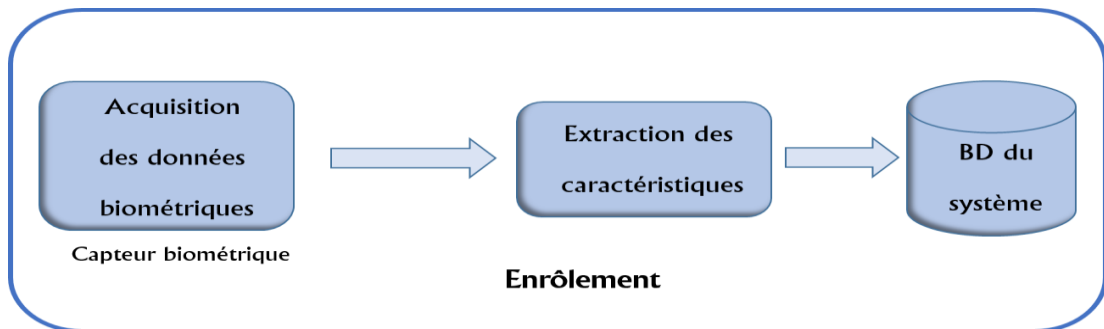 Acquisition
des données
biométriques
Capteur biométrique
Extraction des
caractéristiques
BD du
système
Enrôlement